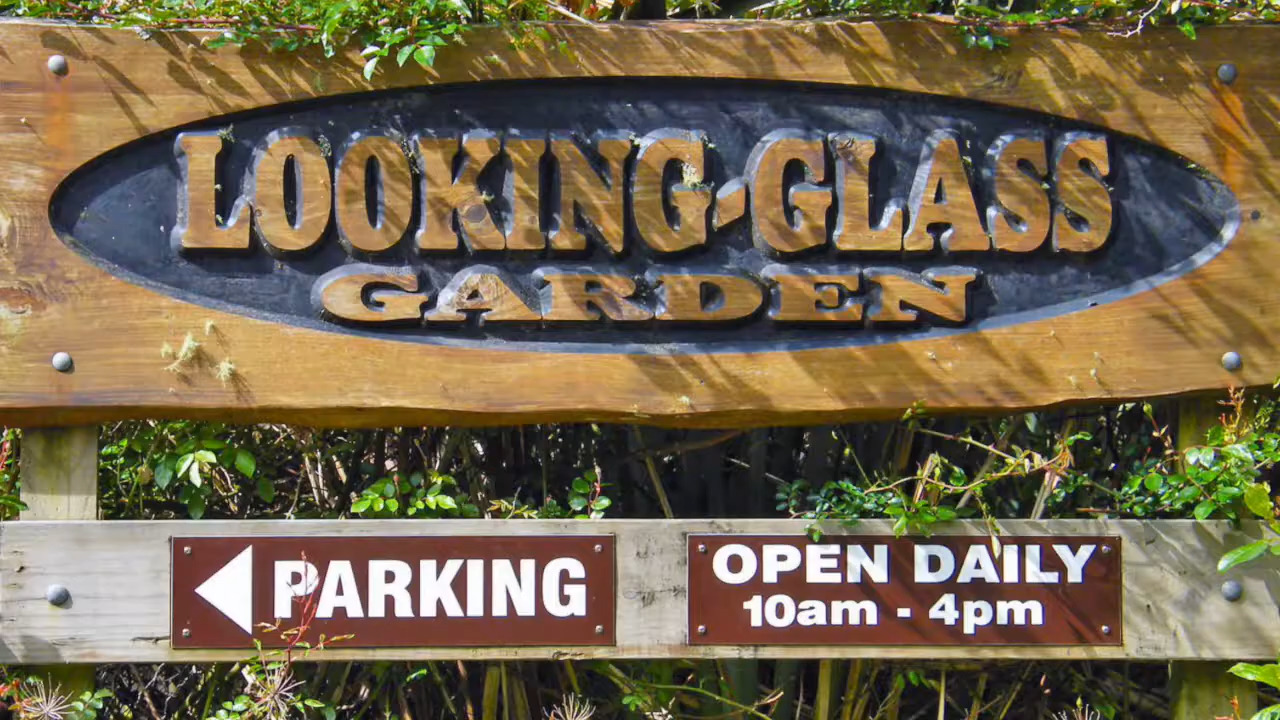 LOOKING-GLASS
GARDEN
PARKING
OPEN DAILY
10am - 4pm